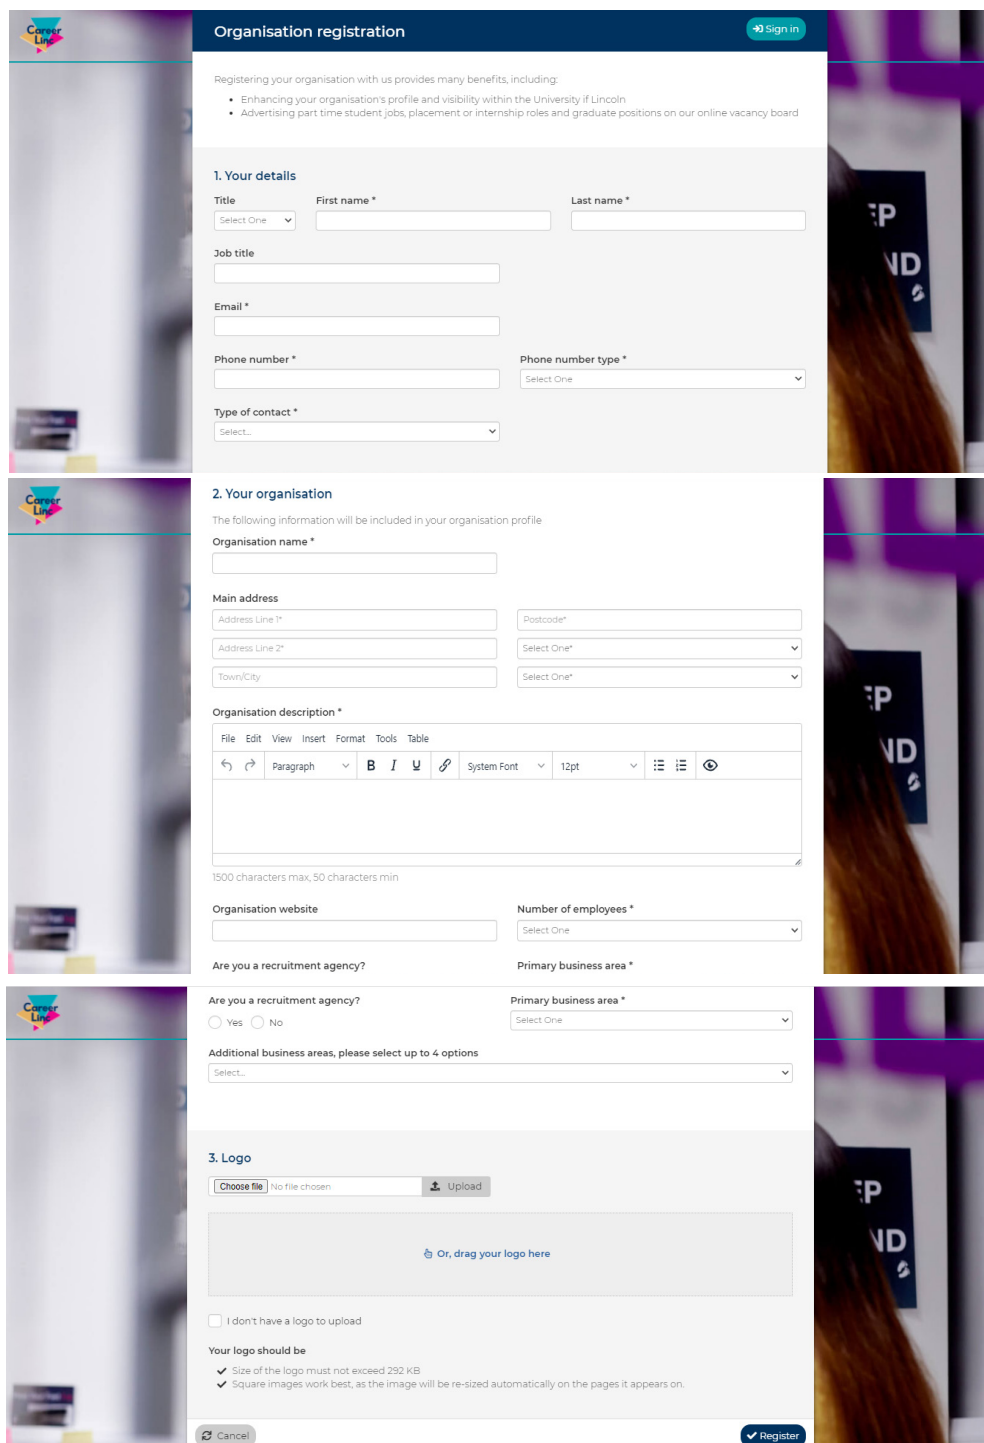 Career
Linc
Organisation registration
Sign in
Registering your organisation with us provides many benefits, including:
Enhancing your organisation's profile and visibility within the University if Lincoln
Advertising part time student jobs, placement or internship roles and graduate positions on our online vacancy board
1. Your details
Title First name * Last name *
Select One
Job title
Email *
Phone number * Phone number type *
Select One
Type of contact *
Select...
EP
ND
Career
Linc
2. Your organisation
The following information will be included in your organisation profile
Organisation name *
Main address
Address Line 1* Postcode*
Address Line 2* Select One*
Town/City Select One*
Organisation description *
File Edit View Insert Format Tools Table
Paragraph B I U System Font 12pt
1500 characters max, 50 characters min
Organisation website Number of employees *
Select One
Are you a recruitment agency? Primary business area *
EP
ND
Career
Linc
Are you a recruitment agency? Primary business area *
Yes No Select One
Additional business areas, please select up to 4 options
Select...
3. Logo
Choose file No file chosen Upload
Or, drag your logo here
I don't have a logo to upload
Your logo should be
Size of the logo must not exceed 292 KB
Square images work best, as the image will be re-sized automatically on the pages it appears on.
Cancel Register
EP
ND